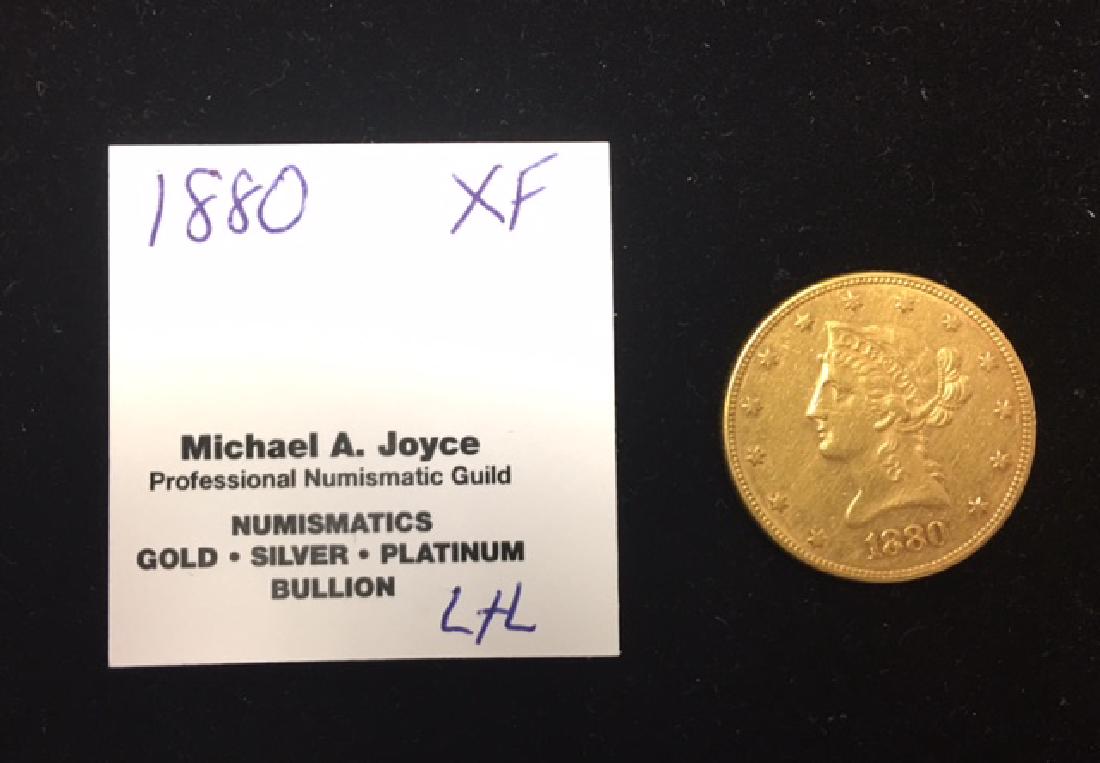 1880 XF
Michael A. Joyce
Professional Numismatic Guild
NUMISMATICS
GOLD • SILVER • PLATINUM
BULLION
LHL
LIBERTY
1880